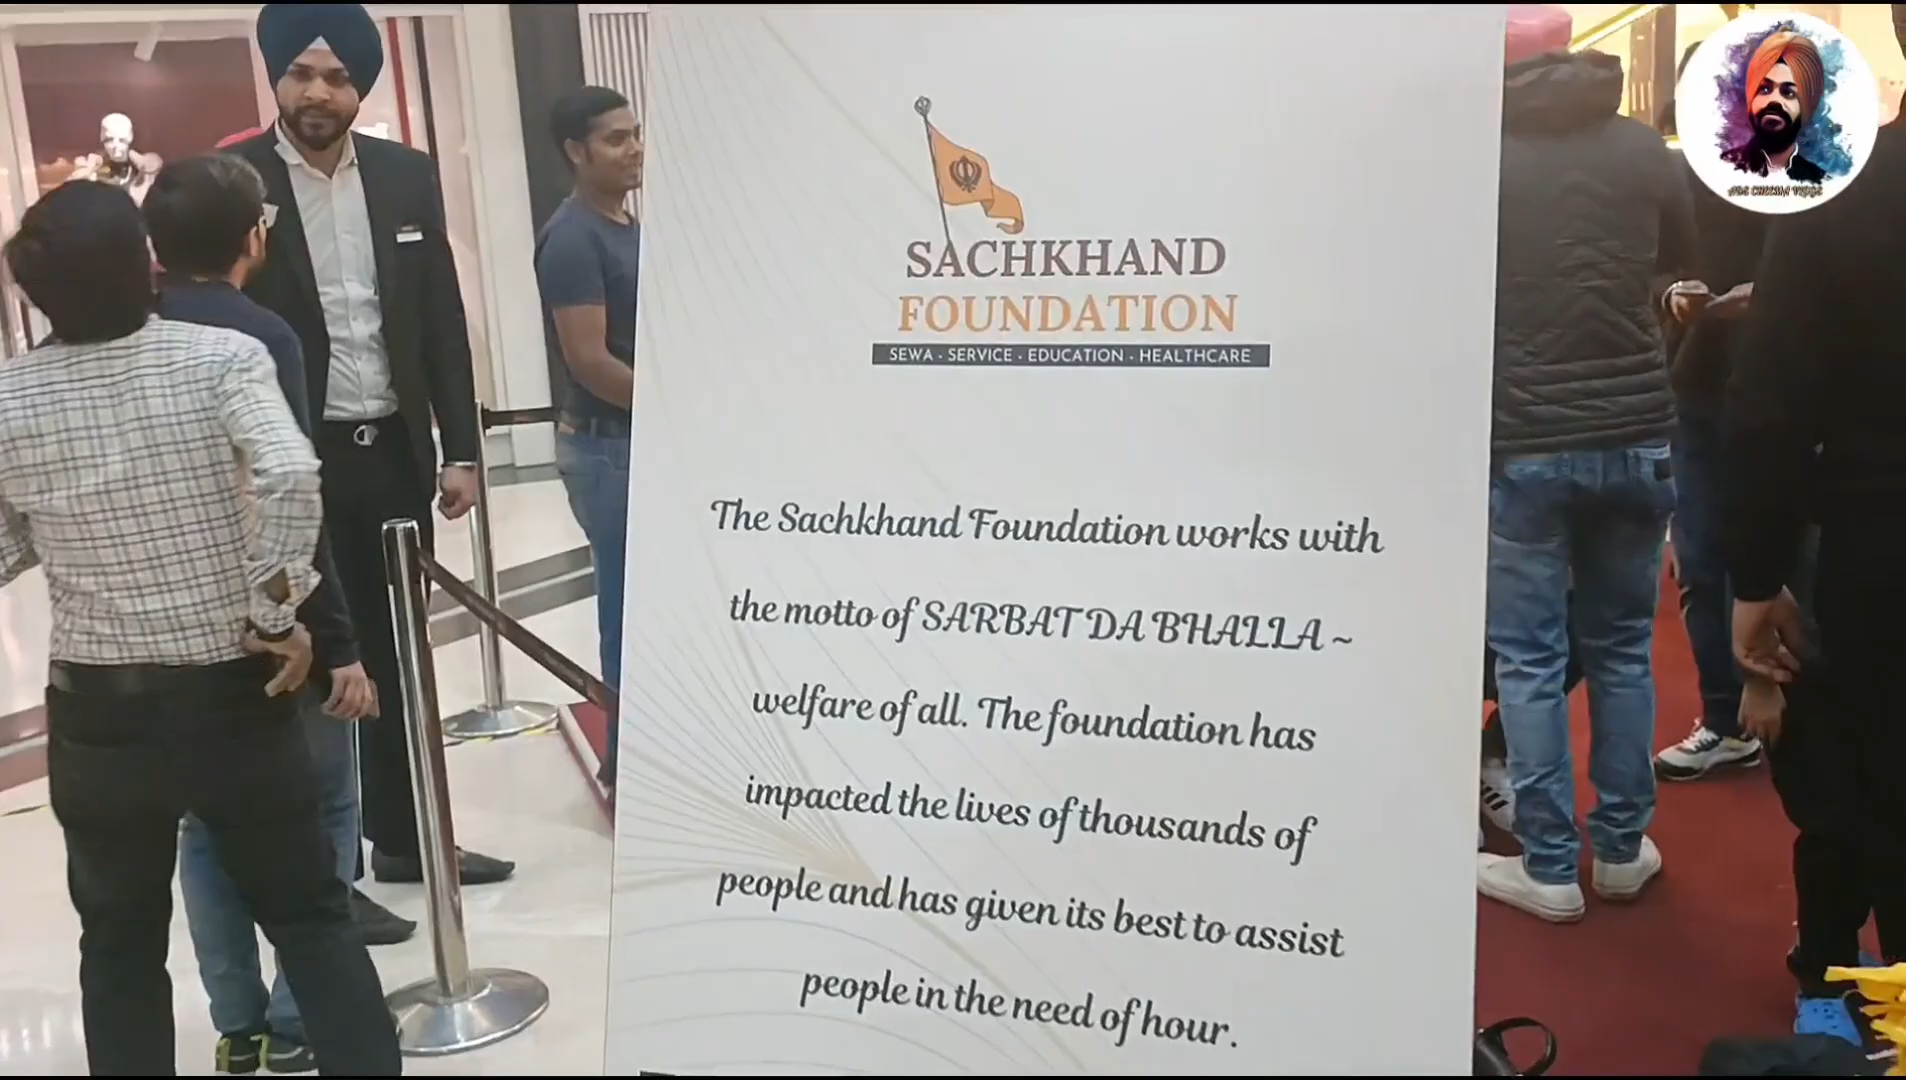 SACHKHAND
FOUNDATION
SEWA · SERVICE · EDUCATION · HEALTHCARE
The Sachkhand Foundation works with
the motto of SARBAT DA BHALLA ~
welfare of all. The foundation has
impacted the lives of thousands of
people and has given its best to assist
people in the need of hour.